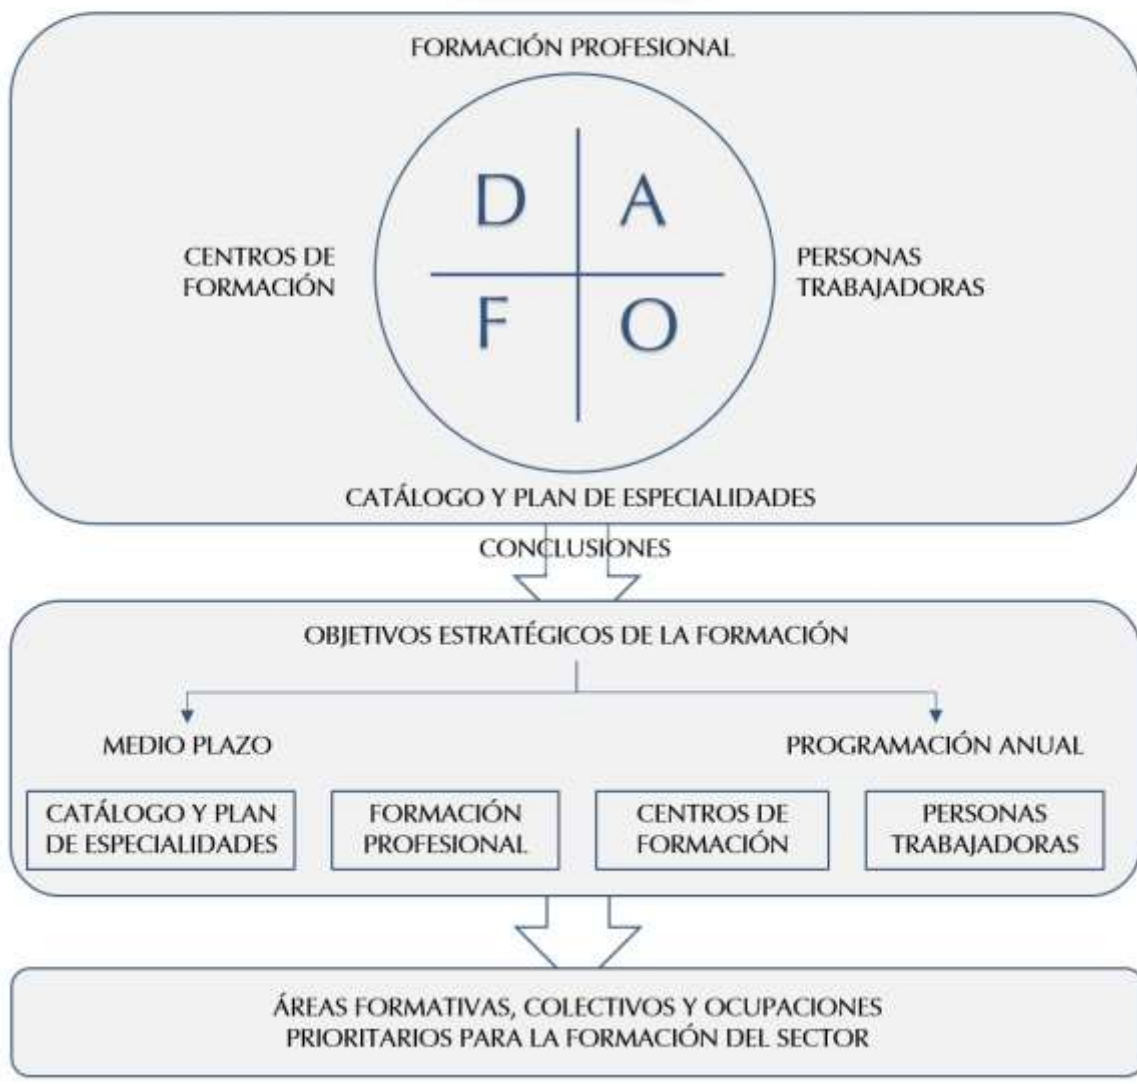 FORMACIÓN PROFESIONAL
D A
CENTROS DE
FORMACIÓN
PERSONAS
TRABAJADORAS
F O
CATÁLOGO Y PLAN DE ESPECIALIDADES
CONCLUSIONES
OBJETIVOS ESTRATÉGICOS DE LA FORMACIÓN
MEDIO PLAZO
PROGRAMACIÓN ANUAL
CATÁLOGO Y PLAN
DE ESPECIALIDADES
FORMACIÓN
PROFESIONAL
CENTROS DE
FORMACIÓN
PERSONAS
TRABAJADORAS
ÁREAS FORMATIVAS, COLECTIVOS Y OCUPACIONES
PRIORITARIOS PARA LA FORMACIÓN DEL SECTOR